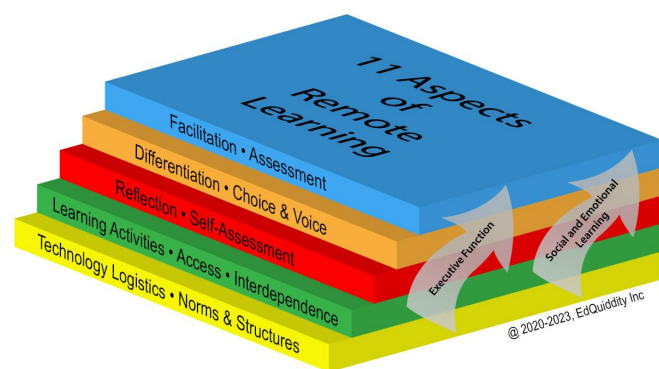 11 Aspects
of
Remote
Learning
Facilitation • Assessment
Differentiation • Choice & Voice
Reflection • Self-Assessment
Learning Activities • Access • Interdependence
Technology Logistics • Norms & Structures
Executive Function
Social and Emotional
Learning
@ 2020-2023, EdQuiddity Inc